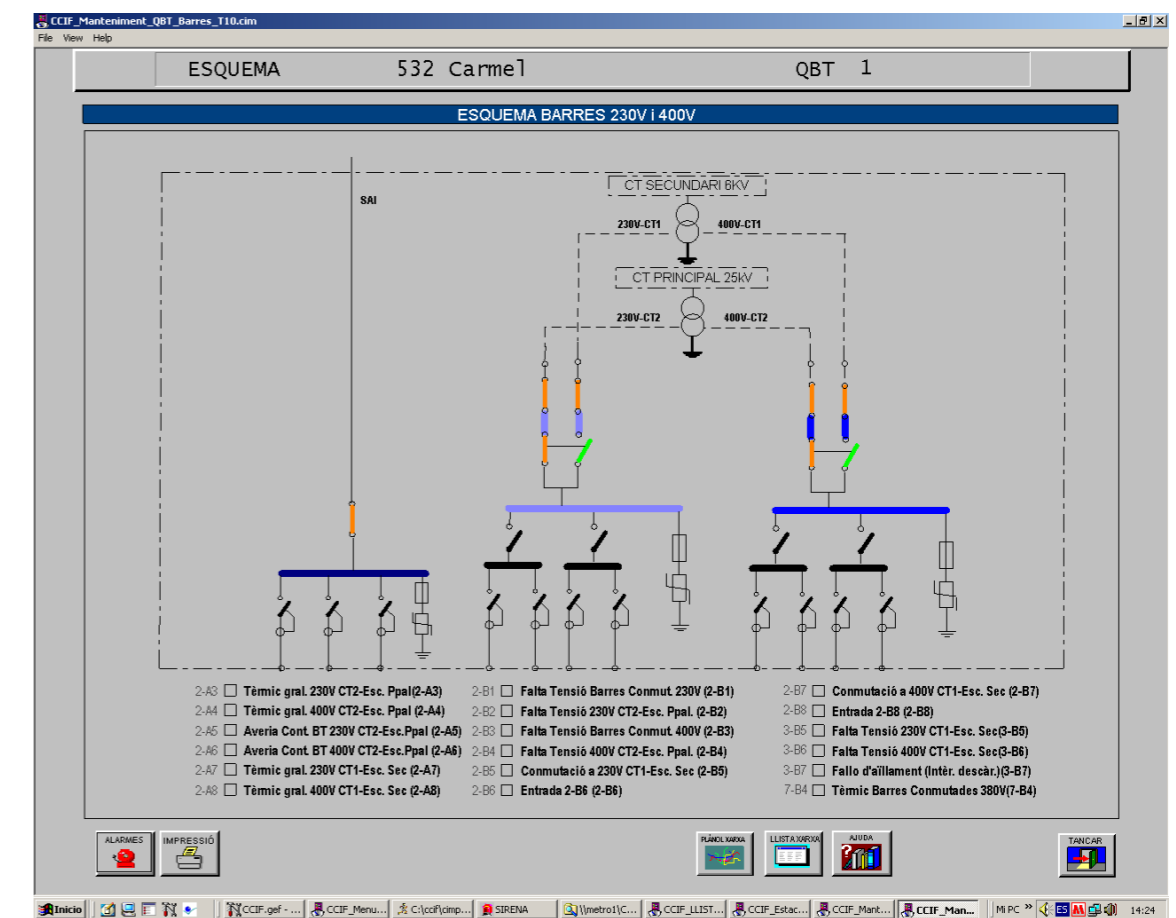 CCIF_Manteniment_QBT_Barres_T10.cim
File View Help
ESQUEMA 532 Carmel QBT 1
ESQUEMA BARRES 230V i 400V
CT SECUNDARI 6KV
SAI
230V-CT1 400V-CT1
CT PRINCIPAL 25kV
230V-CT2 400V-CT2
2-A3 Tèrmic gral. 230V CT2-Esc. Ppal(2-A3)
2-A4 Tèrmic gral. 400V CT2-Esc. Ppal (2-A4)
2-A5 Averia Cont. BT 230V CT2-Esc.Ppal (2-A5)
2-A6 Averia Cont. BT 400V CT2-Esc.Ppal (2-A6)
2-A7 Tèrmic gral. 230V CT1-Esc. Sec (2-A7)
2-A8 Tèrmic gral. 400V CT1-Esc. Sec (2-A8)
2-B1 Falta Tensió Barres Conmut. 230V (2-B1)
2-B2 Falta Tensió 230V CT2-Esc. Ppal. (2-B2)
2-B3 Falta Tensió Barres Conmut. 400V (2-B3)
2-B4 Falta Tensió 400V CT2-Esc. Ppal. (2-B4)
2-B5 Conmutació a 230V CT1-Esc. Sec (2-B5)
2-B6 Entrada 2-B6 (2-B6)
2-B7 Conmutació a 400V CT1-Esc. Sec (2-B7)
2-B8 Entrada 2-B8 (2-B8)
3-B5 Falta Tensió 230V CT1-Esc. Sec(3-B5)
3-B6 Falta Tensió 400V CT1-Esc. Sec(3-B6)
3-B7 Fallo d'aïllament (Intèr. descàr.)(3-B7)
7-B4 Tèrmic Barres Conmutades 380V(7-B4)
ALARMES IMPRESSIÓ PLÀNOL XARXA LLISTA XARXA AJUDA TANCAR
Inicio CCIF.gef - ... CCIF_Menu... C:\ccif\cimp... SIRENA \\metro1\C... CCIF_LLIST... CCIF_Estac... CCIF_Mant... CCIF_Man... Mi PC » ES 14:24